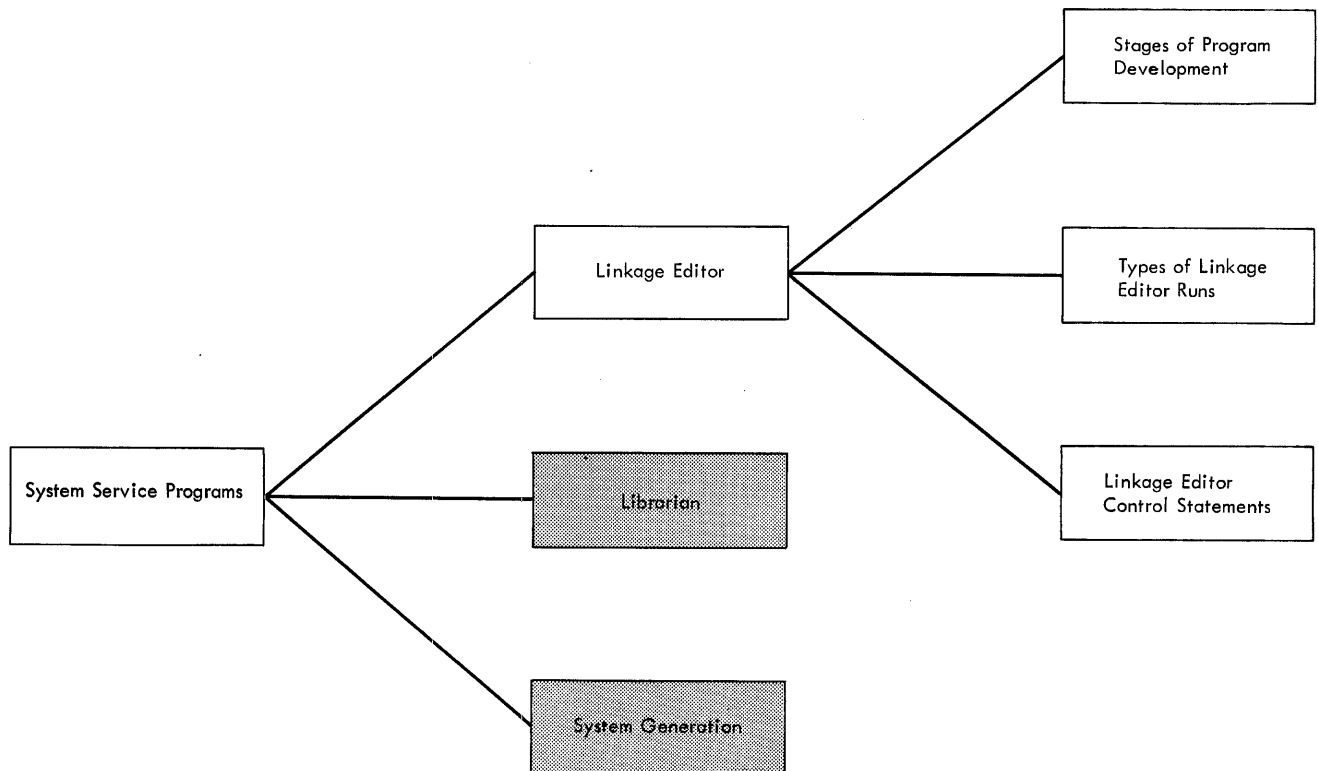 Stages of Program
Development
Linkage Editor
Types of Linkage
Editor Runs
System Service Programs
Librarian
Linkage Editor
Control Statements
System Generation